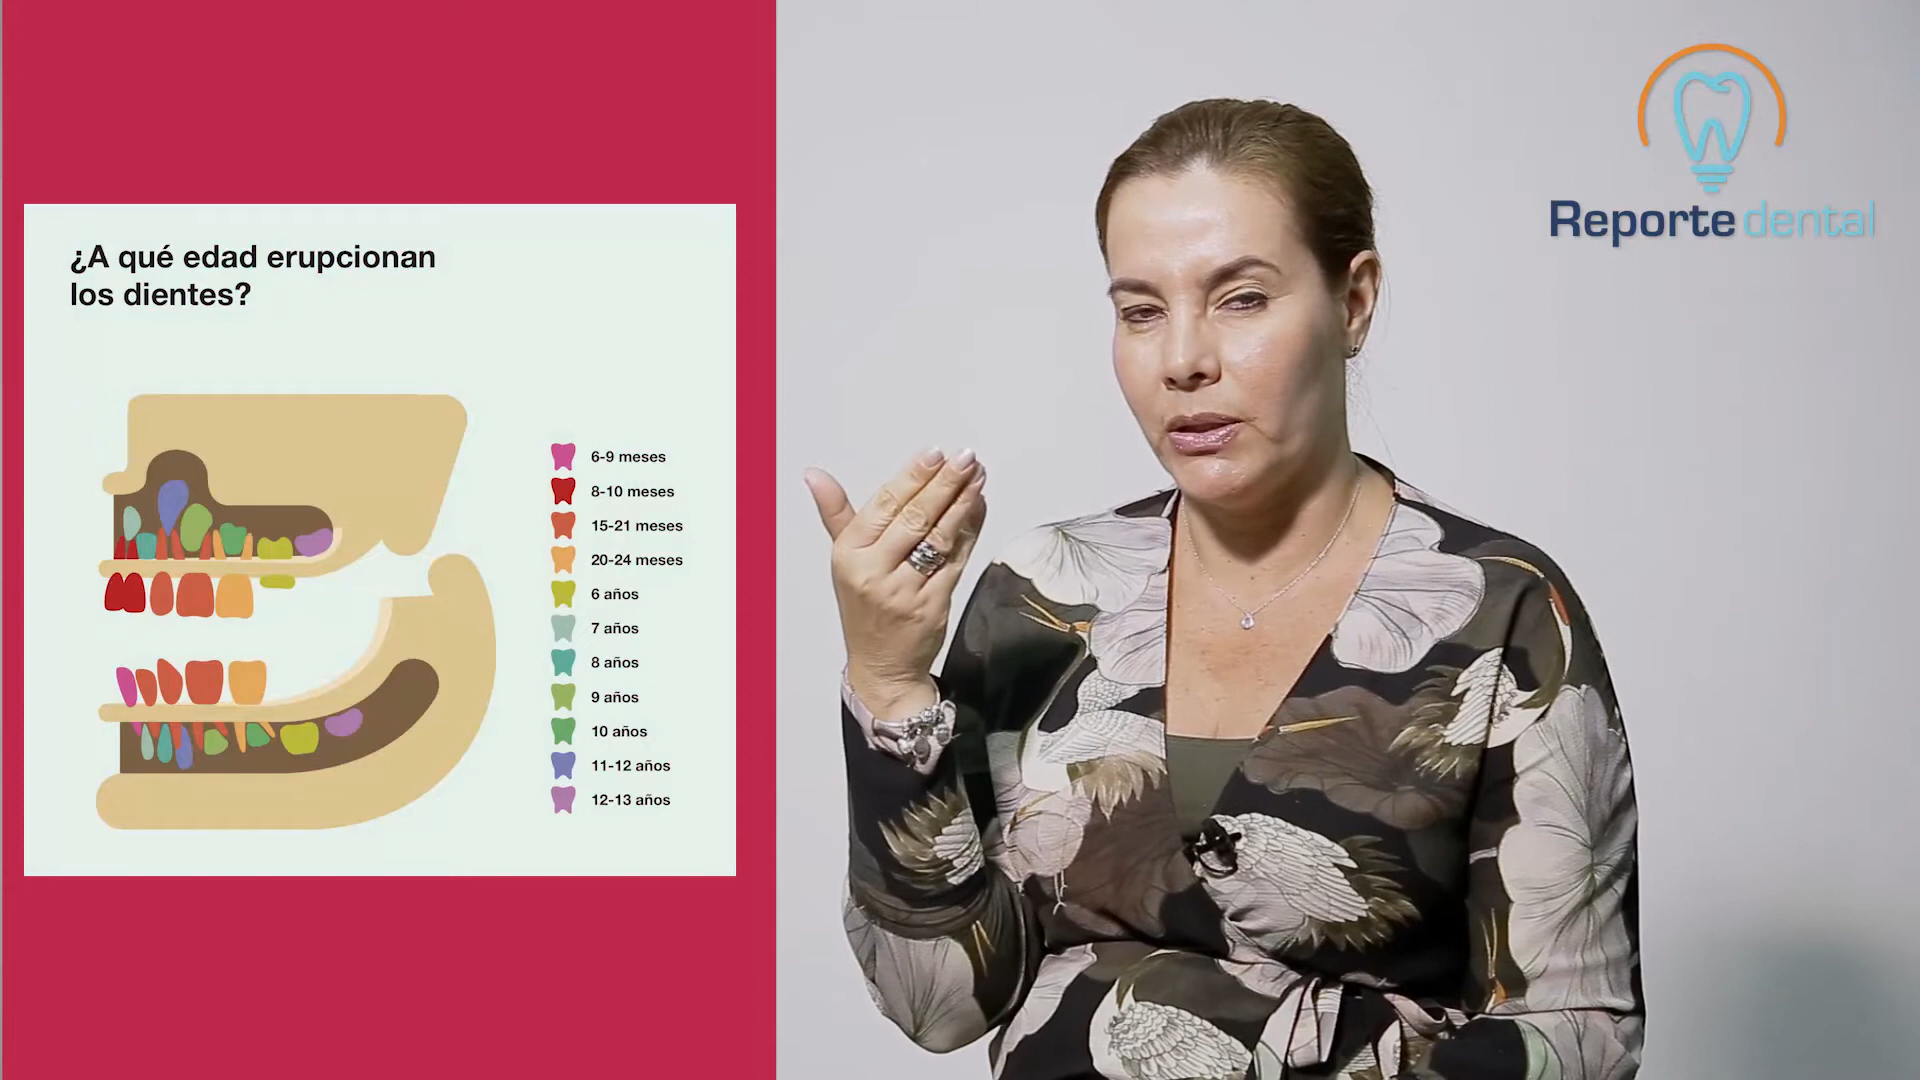 ¿A qué edad erupcionan
los dientes?
6-9 meses
8-10 meses
15-21 meses
20-24 meses
6 años
7 años
8 años
9 años
10 años
11-12 años
12-13 años
Reporte dental